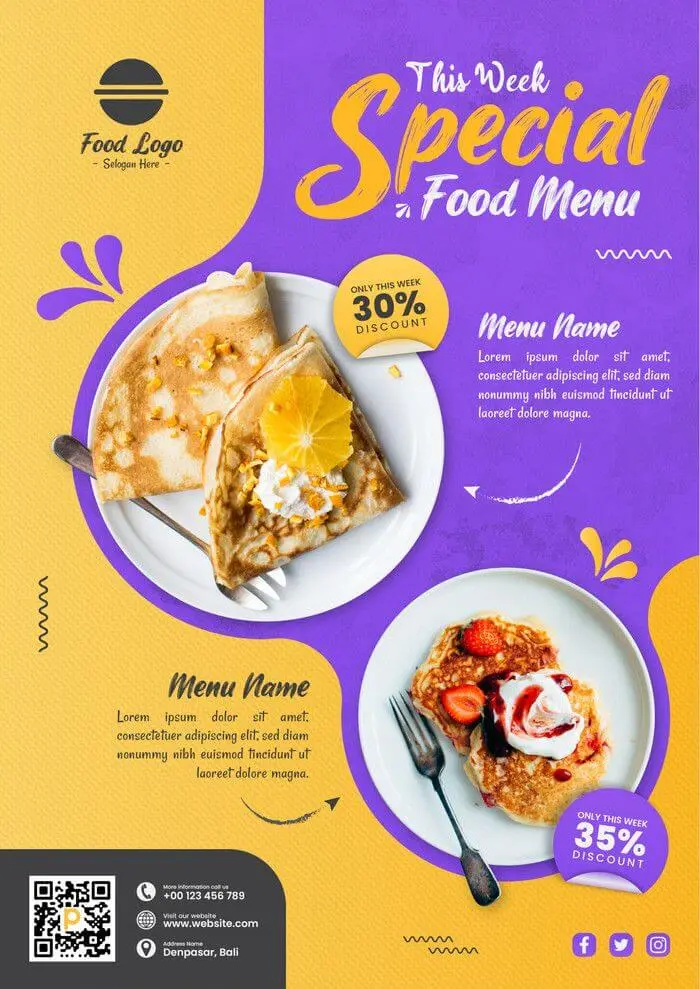 Food Logo
- Selogan Here -
This Week
Special
Food Menu
ONLY THIS WEEK
30%
DISCOUNT
Menu Name
Lorem ipsum dolor sit amet,
consectetuer adipiscing elit, sed diam
nonummy nibh euismod tincidunt ut
laoreet dolore magna.
Menu Name
Lorem ipsum dolor sit amet,
consectetuer adipiscing elit, sed diam
nonummy nibh euismod tincidunt ut
laoreet dolore magna.
ONLY THIS WEEK
35%
DISCOUNT
P
More information call us
+00 123 456 789
Visit our website
www.website.com
Address Name
Denpasar, Bali